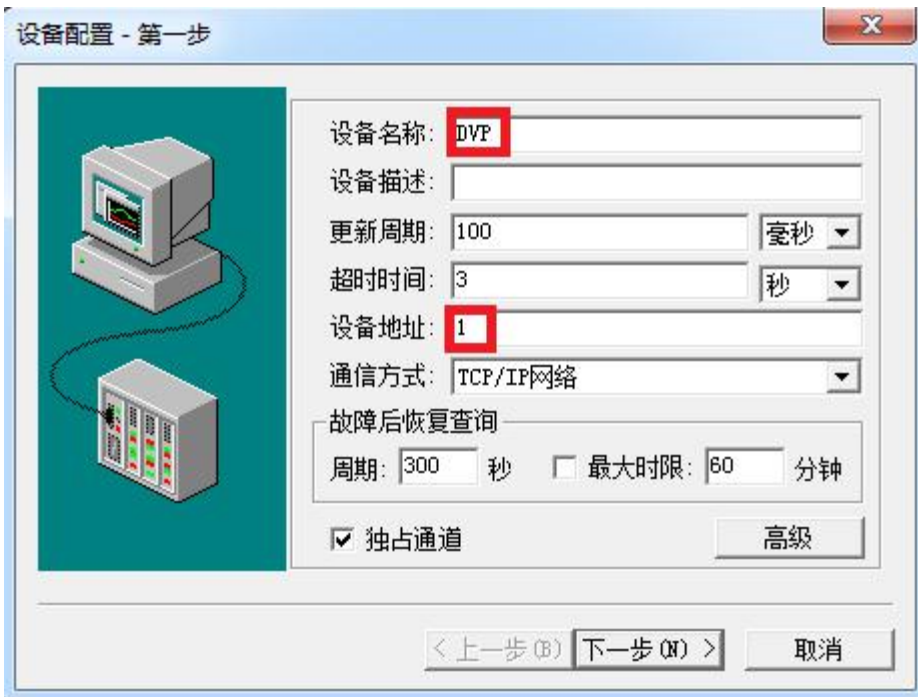 设备配置 - 第一步
设备名称: DVP
设备描述:
更新周期: 100 毫秒
超时时间: 3 秒
设备地址: 1
通信方式: TCP/IP网络
故障后恢复查询
周期: 300 秒 最大时限: 60 分钟
独占通道 高级
< 上一步(B) 下一步(N) > 取消